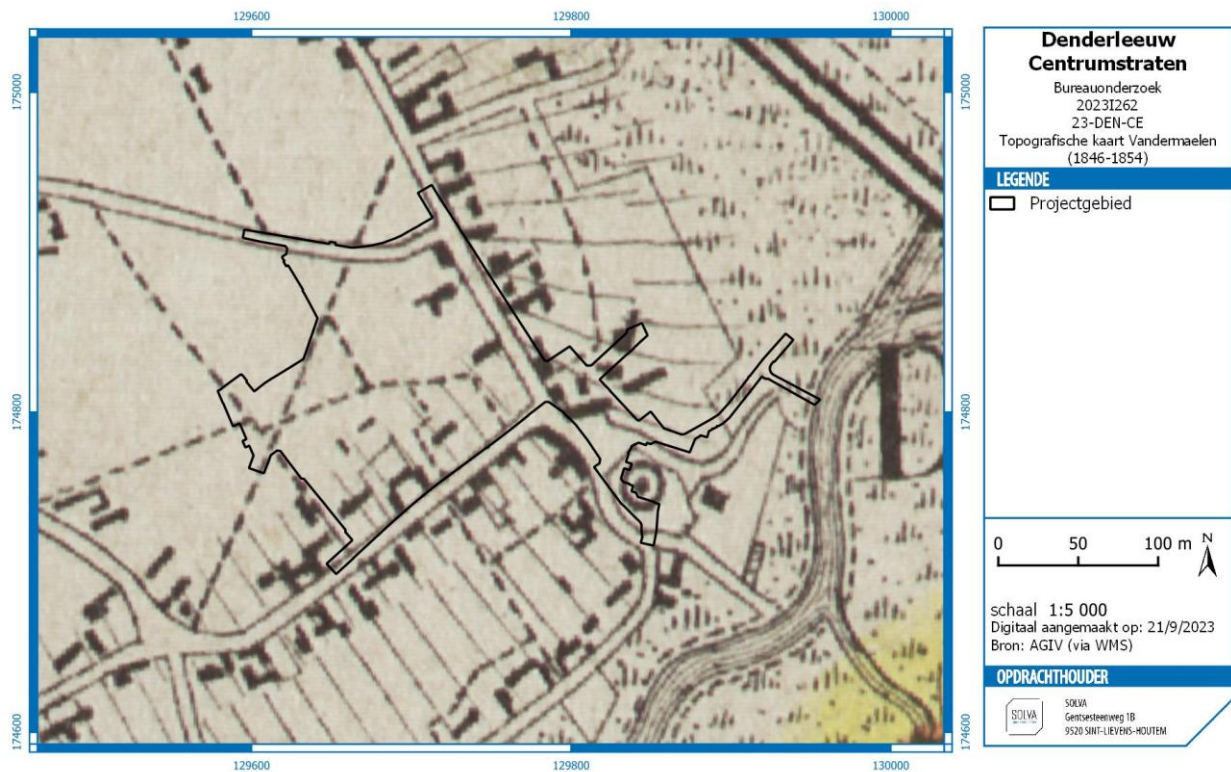 129600
129800
130000
175000
175000
174800
174800
174600
174600
129600
129800
130000
D
Denderleeuw
Centrumstraten
Bureauonderzoek
2023I262
23-DEN-CE
Topografische kaart Vandermaelen
(1846-1854)
LEGENDE
Projectgebied
0 50 100 m N
schaal 1:5 000
Digitaal aangemaakt op: 21/9/2023
Bron: AGIV (via WMS)
OPDRACHTHOUDER
SOLVA
SOLVA
Gentsesteenweg 1B
9520 SINT-LIEVENS-HOUTEM